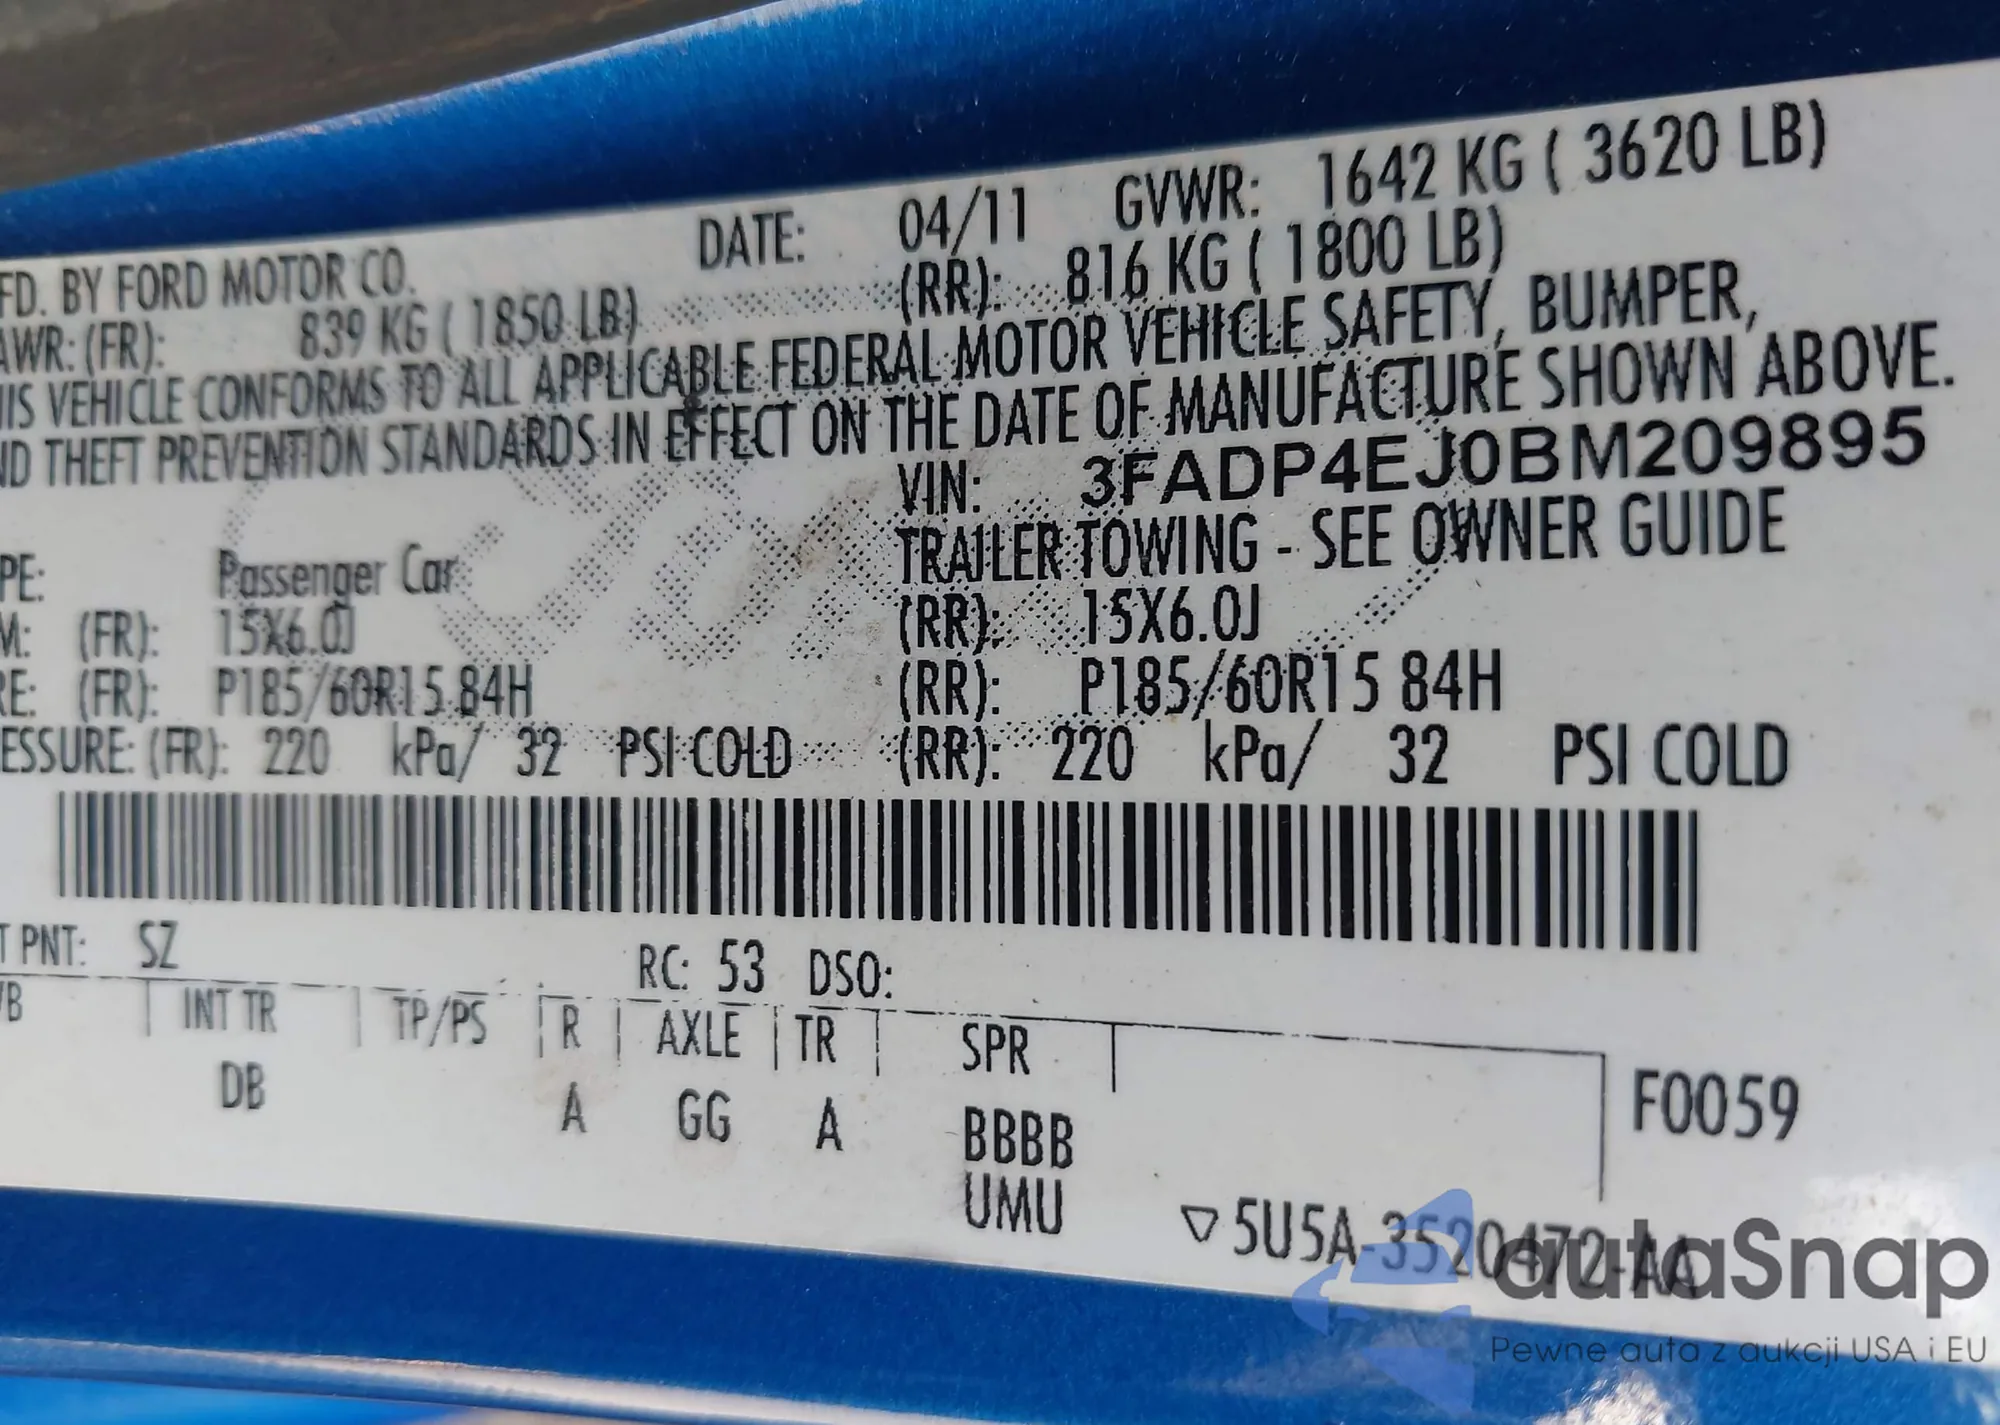 FD. BY FORD MOTOR CO. DATE: 04/11 GVWR: 1642 KG ( 3620 LB)
AWR: (FR): 839 KG ( 1850 LB) (RR): 816 KG ( 1800 LB)
IS VEHICLE CONFORMS TO ALL APPLICABLE FEDERAL MOTOR VEHICLE SAFETY, BUMPER,
ND THEFT PREVENTION STANDARDS IN EFFECT ON THE DATE OF MANUFACTURE SHOWN ABOVE.
VIN: 3FADP4EJ0BM209895
PE: Passenger Car TRAILER TOWING - SEE OWNER GUIDE
M: (FR): 15X6.0J (RR): 15X6.0J
RE: (FR): P185/60R15 84H (RR): P185/60R15 84H
ESSURE: (FR): 220 kPa/ 32 PSI COLD (RR): 220 kPa/ 32 PSI COLD
T PNT: SZ RC: 53 DSO:
/B INT TR TP/PS R AXLE TR SPR
DB A GG A BBBB F0059
UMU ▽5U5A-3520472-AA
autaSnap
Pewne auta z aukcji USA i EU